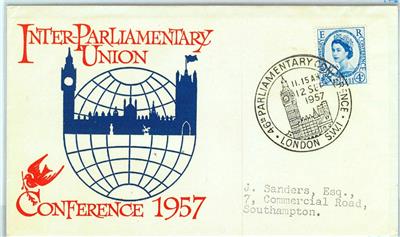 INTER-PARLIAMENTARY
UNION
CONFERENCE 1957
E R
4D
46th PARLIAMENTARY CONFERENCE
11.15 AM
12 SEP
1957
• LONDON S.W.1 •
J. Sanders, Esq.,
7, Commercial Road,
Southampton.